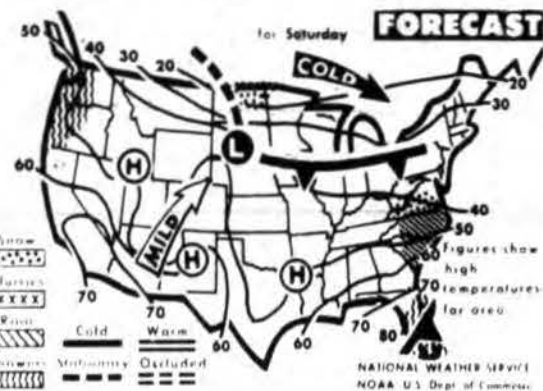 for Saturday
FORECAST
50
40
30
20
COLD
20
30
L
60
H
MILD
H
H
40
50
60
70
80
70
70
60
60
70
Snow
Flurries
Rain
Showers
Cold
Warm
Stationary
Occluded
Figures show
high
temperatures
for area
NATIONAL WEATHER SERVICE
NOAA U S Dept of Commerce